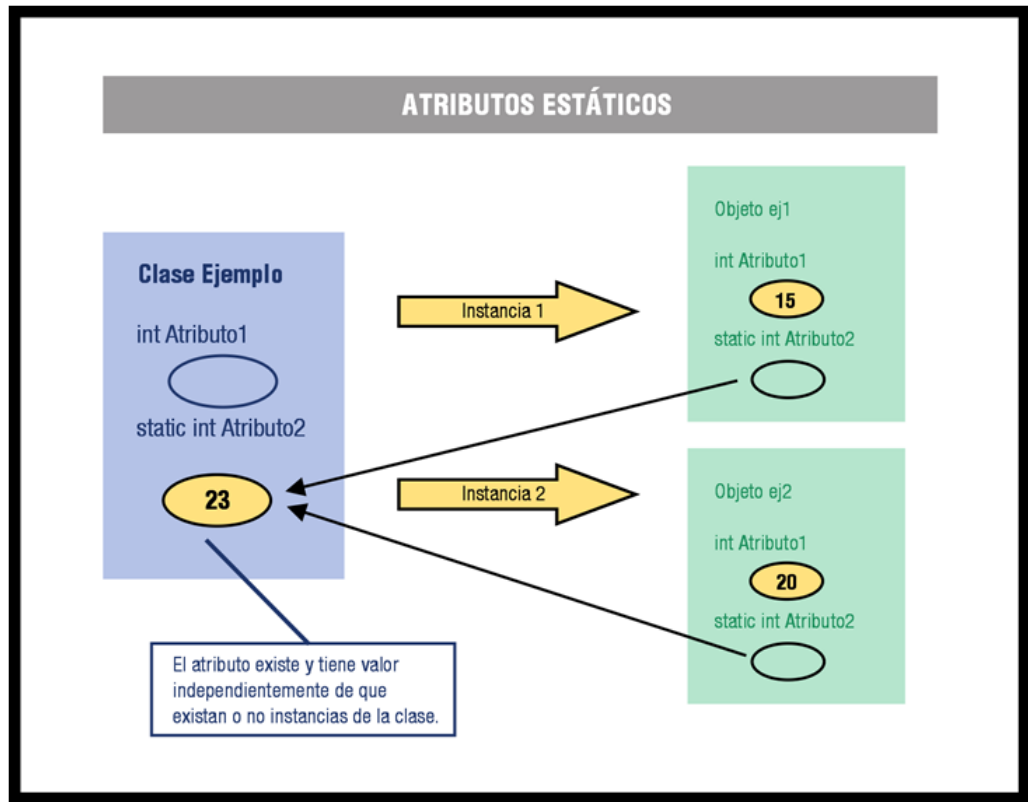 ATRIBUTOS ESTÁTICOS
Clase Ejemplo
int Atributo1
static int Atributo2
23
El atributo existe y tiene valor
independientemente de que
existan o no instancias de la clase.
Instancia 1
Instancia 2
Objeto ej1
int Atributo1
15
static int Atributo2
Objeto ej2
int Atributo1
20
static int Atributo2